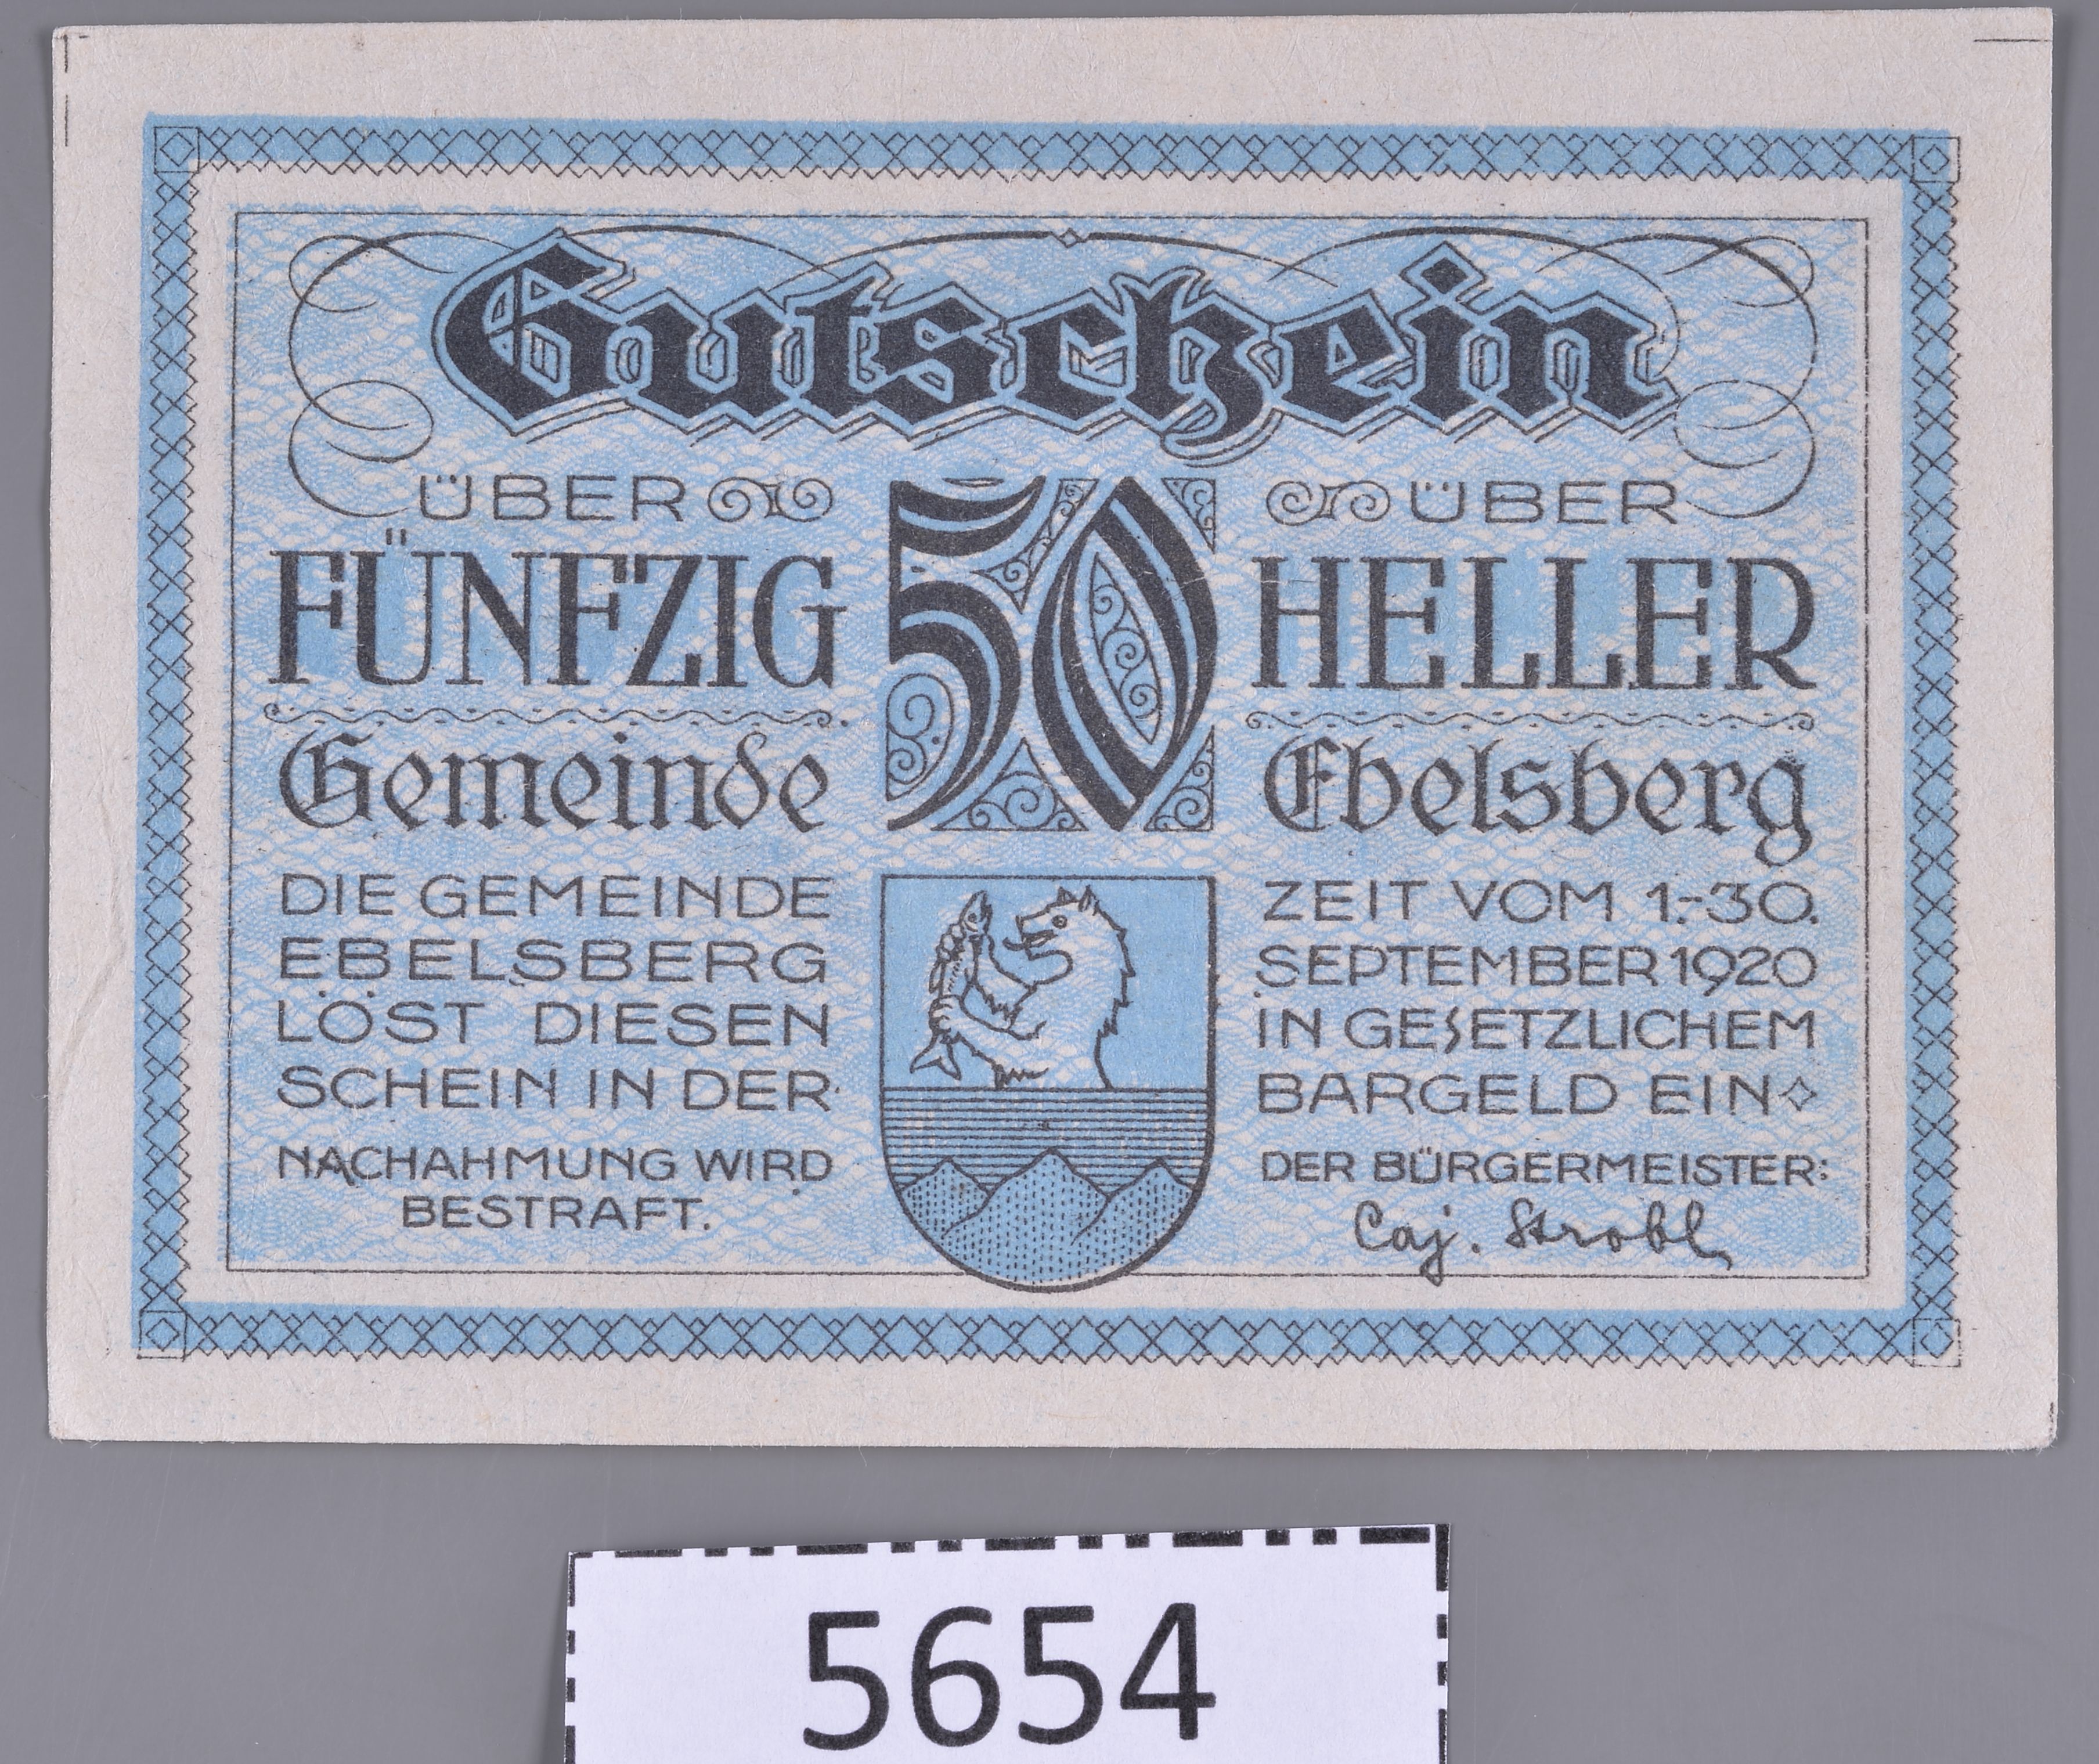 Gutschein
ÜBER 50 ÜBER
FÜNFZIG HELLER
Gemeinde Ebelsberg
DIE GEMEINDE
EBELSBERG
LÖST DIESEN
SCHEIN IN DER
ZEIT VOM 1.-30.
SEPTEMBER 1920
IN GESETZLICHEM
BARGELD EIN
NACHAHMUNG WIRD
BESTRAFT.
DER BÜRGERMEISTER:
Caj. Strobl
5654